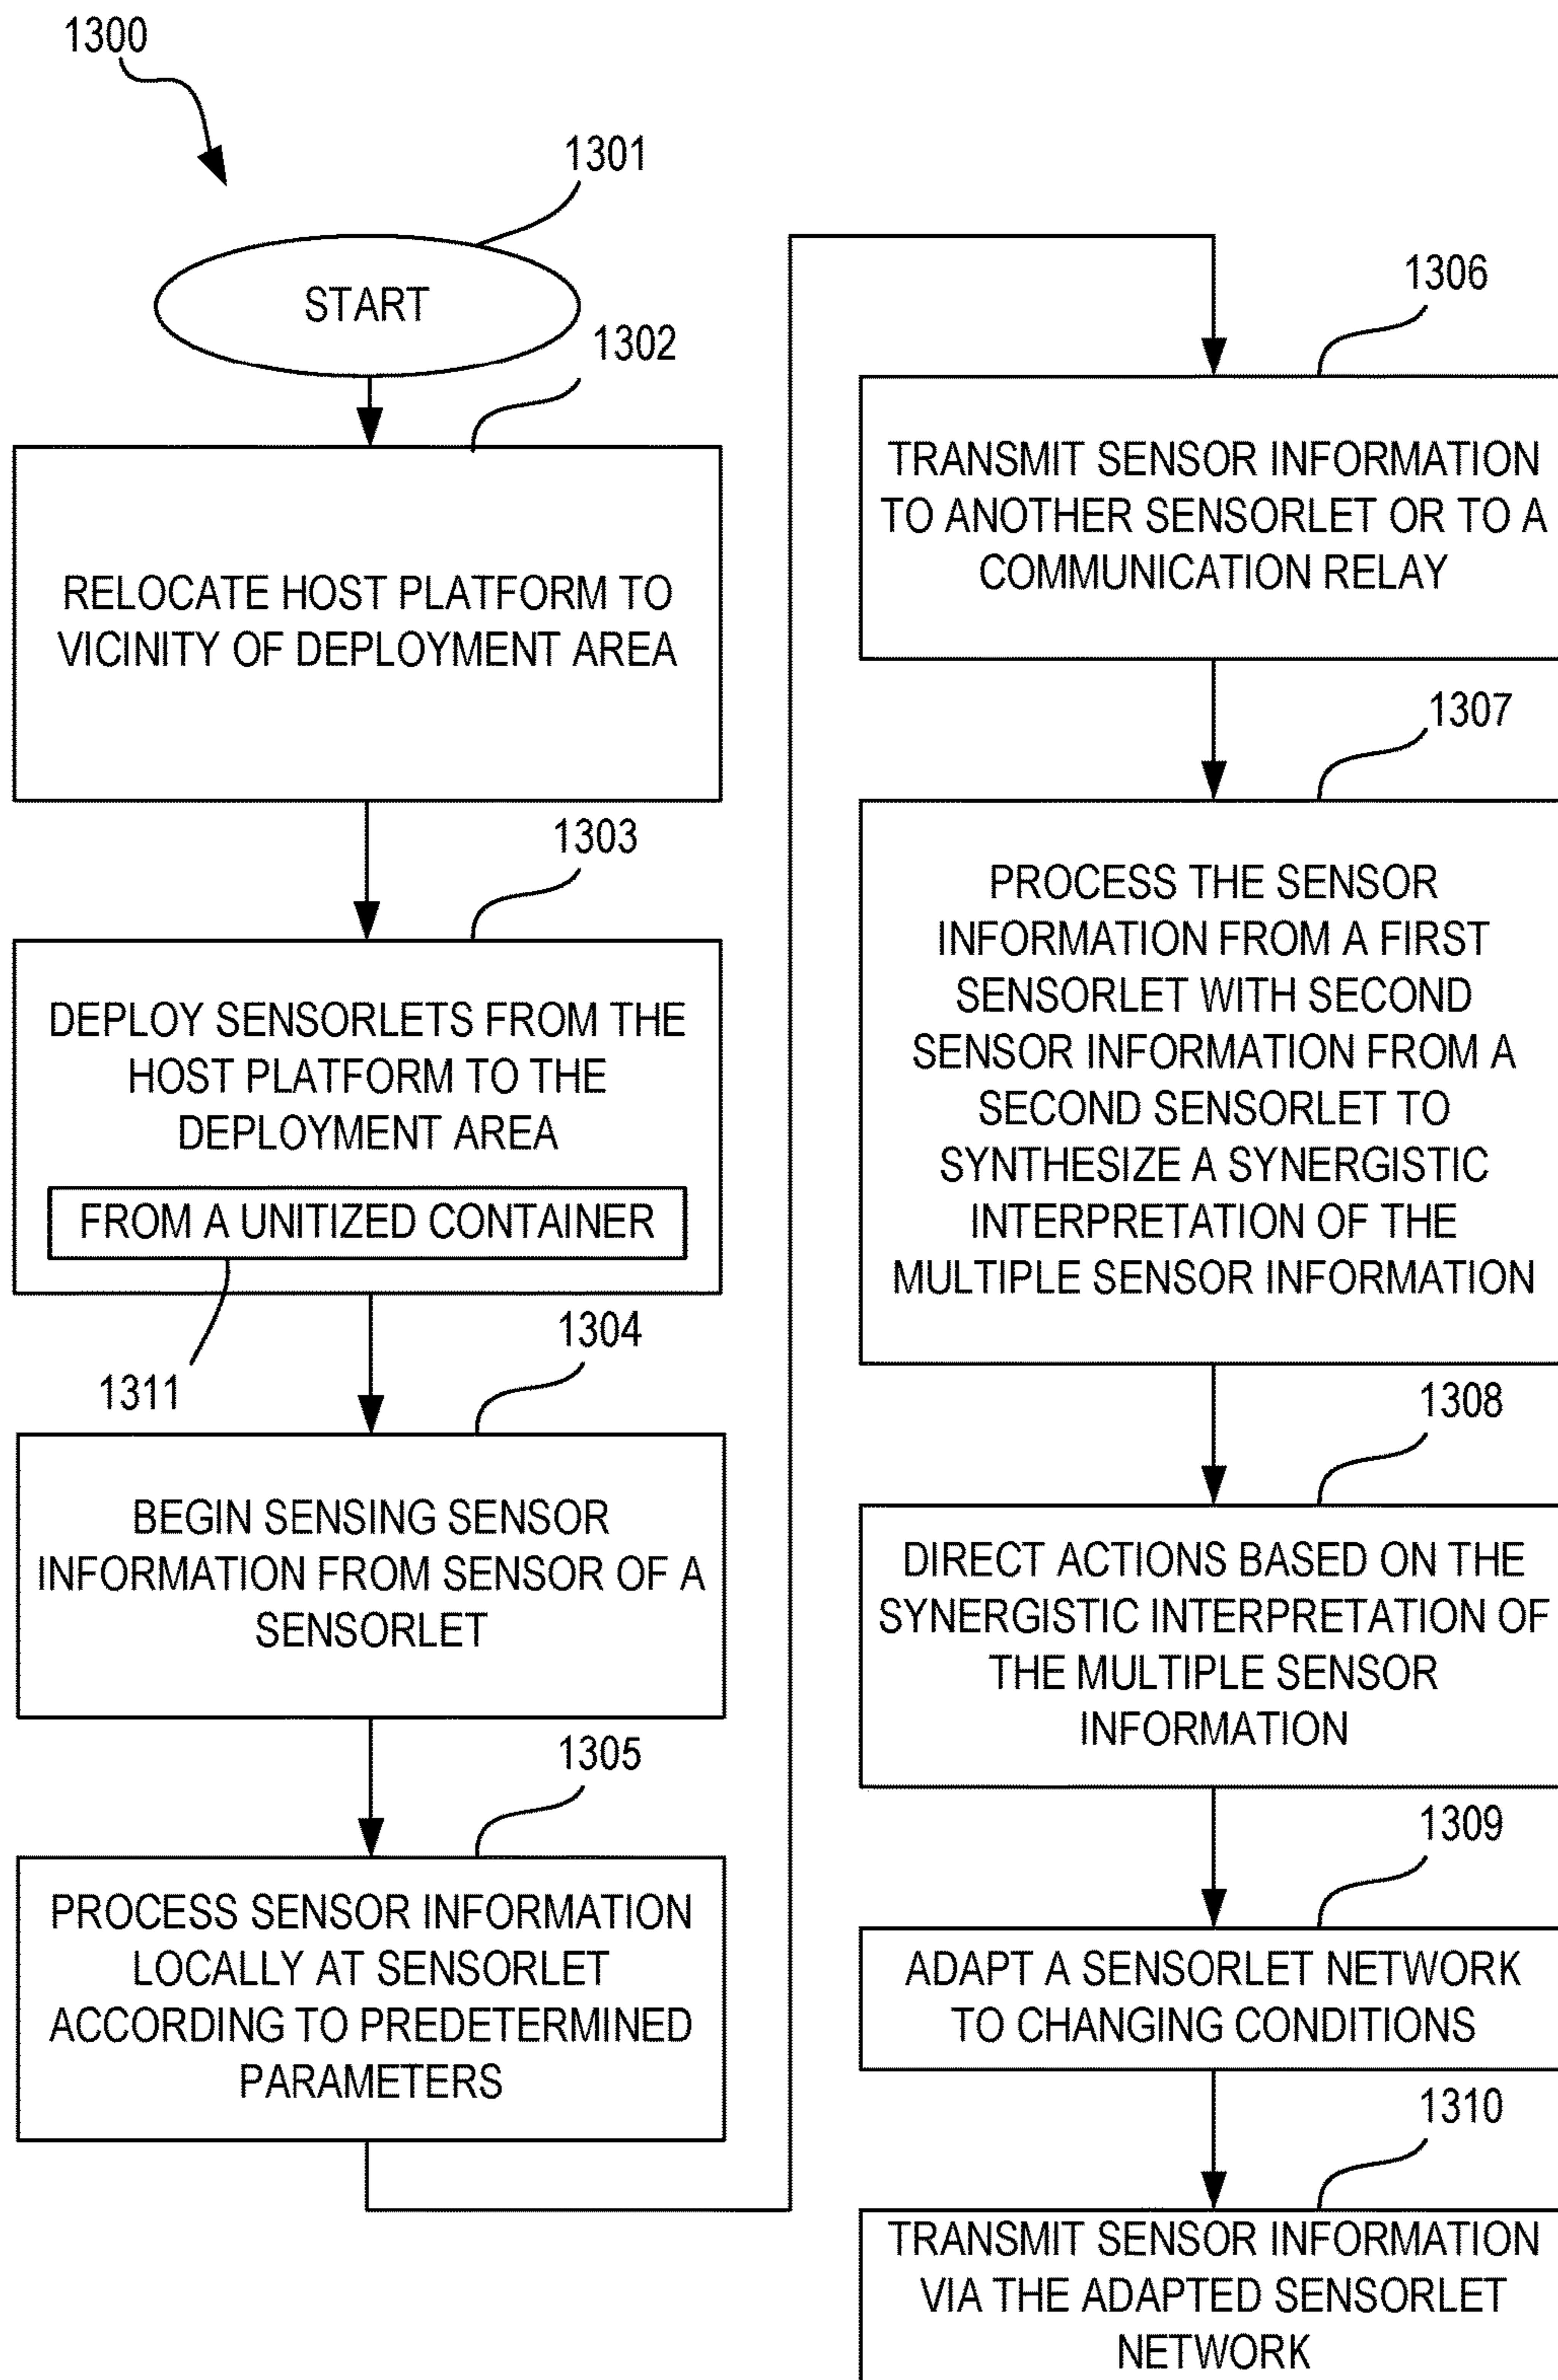 1300
1301
START
1302
RELOCATE HOST PLATFORM TO
VICINITY OF DEPLOYMENT AREA
1303
DEPLOY SENSORLETS FROM THE
HOST PLATFORM TO THE
DEPLOYMENT AREA
FROM A UNITIZED CONTAINER
1311
1304
BEGIN SENSING SENSOR
INFORMATION FROM SENSOR OF A
SENSORLET
1305
PROCESS SENSOR INFORMATION
LOCALLY AT SENSORLET
ACCORDING TO PREDETERMINED
PARAMETERS
1306
TRANSMIT SENSOR INFORMATION
TO ANOTHER SENSORLET OR TO A
COMMUNICATION RELAY
1307
PROCESS THE SENSOR
INFORMATION FROM A FIRST
SENSORLET WITH SECOND
SENSOR INFORMATION FROM A
SECOND SENSORLET TO
SYNTHESIZE A SYNERGISTIC
INTERPRETATION OF THE
MULTIPLE SENSOR INFORMATION
1308
DIRECT ACTIONS BASED ON THE
SYNERGISTIC INTERPRETATION OF
THE MULTIPLE SENSOR
INFORMATION
1309
ADAPT A SENSORLET NETWORK
TO CHANGING CONDITIONS
1310
TRANSMIT SENSOR INFORMATION
VIA THE ADAPTED SENSORLET
NETWORK